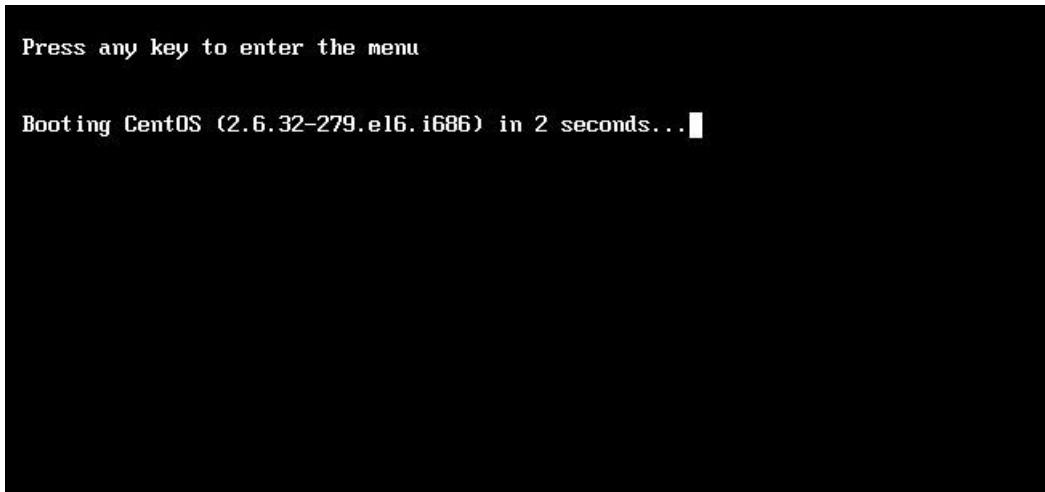 Press any key to enter the menu
Booting CentOS (2.6.32-279.el6.i686) in 2 seconds...